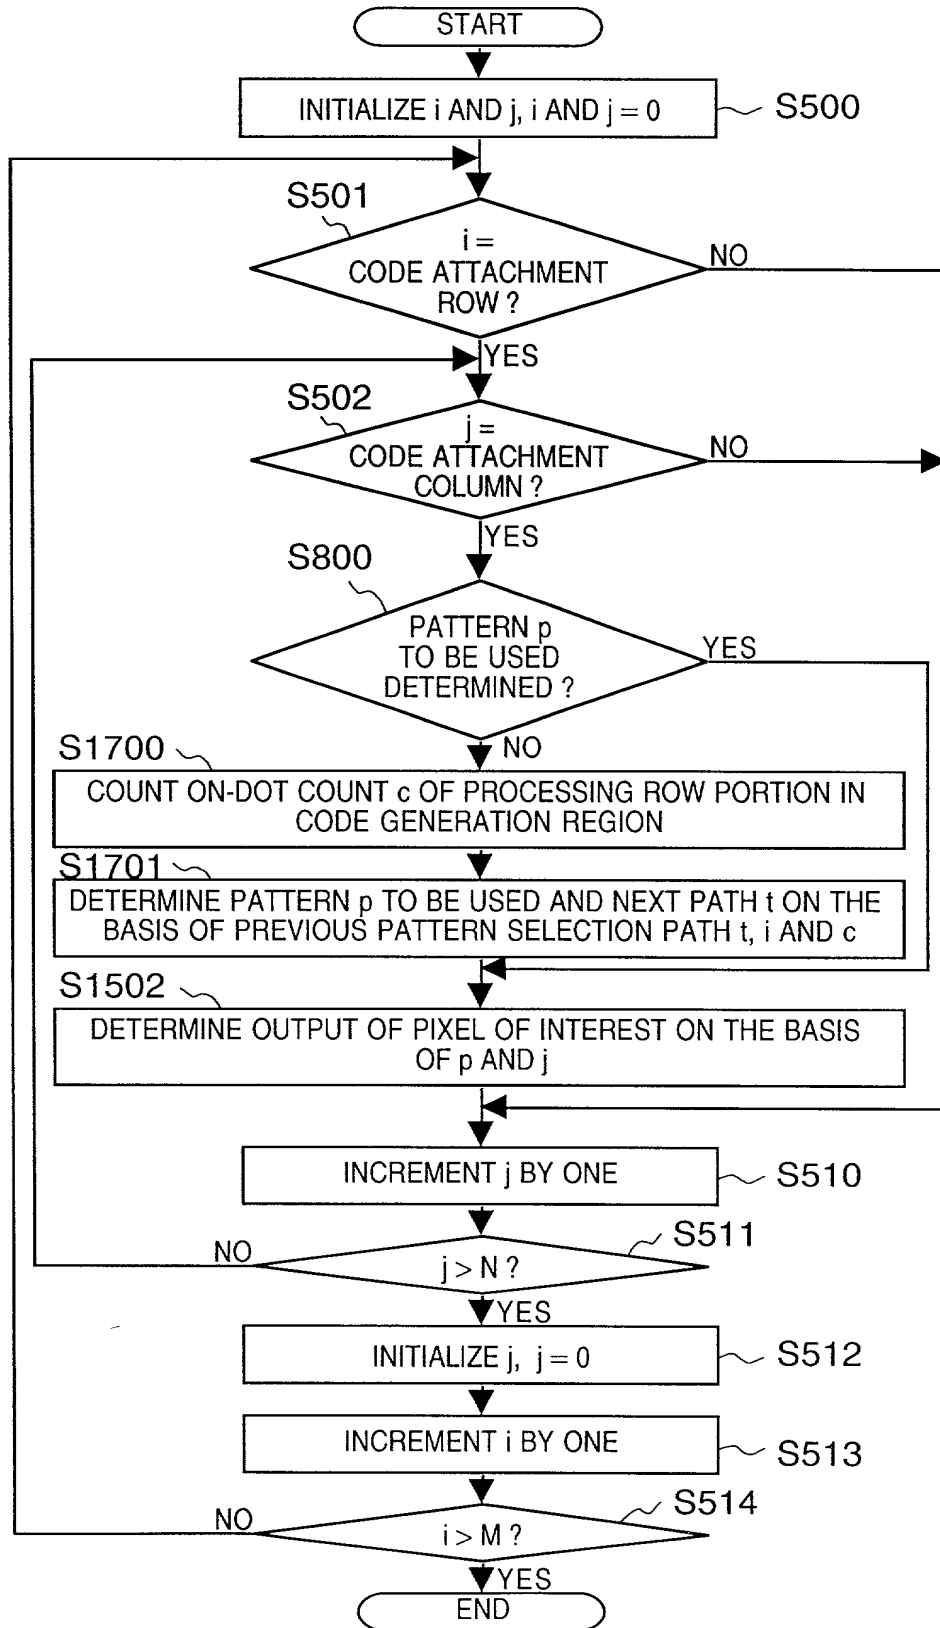 START
INITIALIZE i AND j, i AND j = 0
S500
S501
i =
CODE ATTACHMENT
ROW ?
NO
YES
S502
j =
CODE ATTACHMENT
COLUMN ?
NO
YES
S800
PATTERN p
TO BE USED
DETERMINED ?
YES
NO
S1700
COUNT ON-DOT COUNT c OF PROCESSING ROW PORTION IN
CODE GENERATION REGION
S1701
DETERMINE PATTERN p TO BE USED AND NEXT PATH t ON THE
BASIS OF PREVIOUS PATTERN SELECTION PATH t, i AND c
S1502
DETERMINE OUTPUT OF PIXEL OF INTEREST ON THE BASIS
OF p AND j
INCREMENT j BY ONE
S510
S511
NO
j > N ?
YES
INITIALIZE j, j = 0
S512
INCREMENT i BY ONE
S513
S514
NO
i > M ?
YES
END